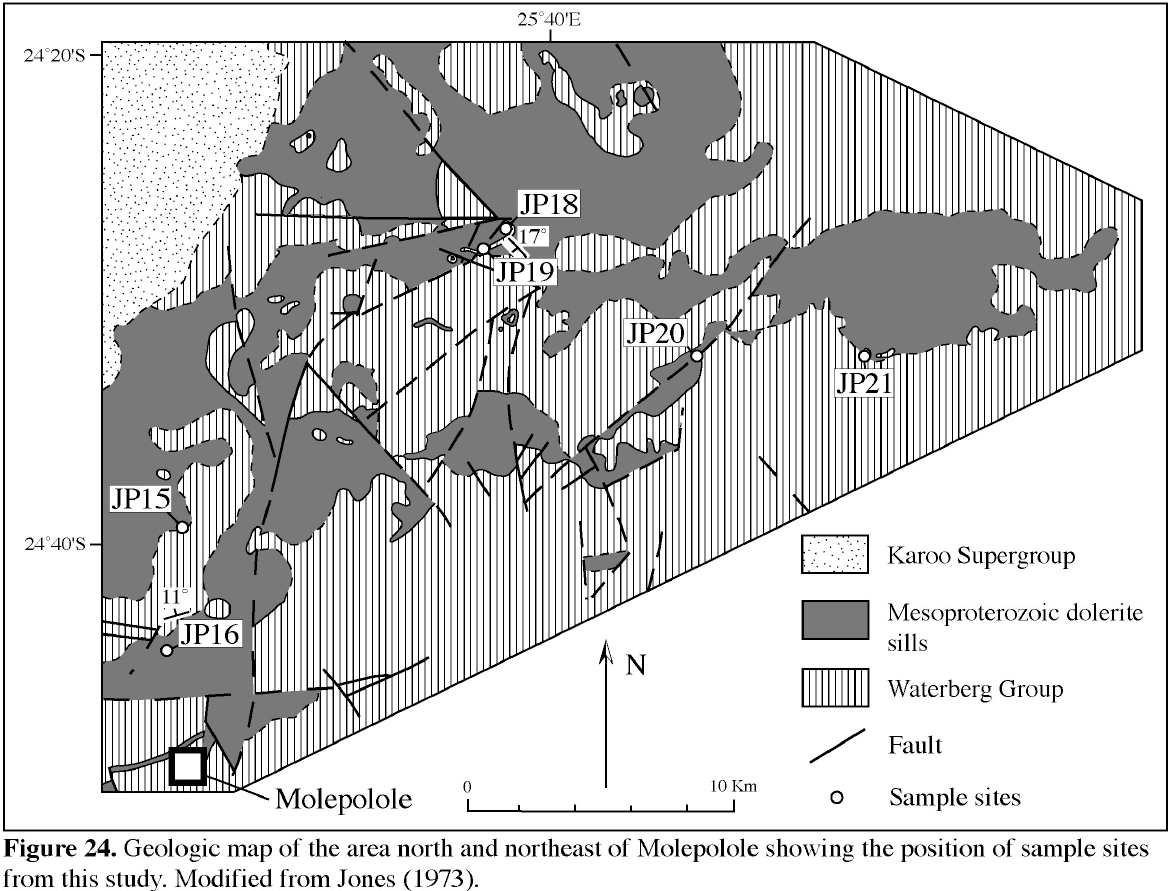 25°40'E
24°20'S
JP18
17°
JP19
JP20
JP21
JP15
24°40'S
11°
JP16
Karoo Supergroup
Mesoproterozoic dolerite
sills
N
Waterberg Group
Fault
0
10 Km
Molepolole
Sample sites
Figure 24. Geologic map of the area north and northeast of Molepolole showing the position of sample sites
from this study. Modified from Jones (1973).